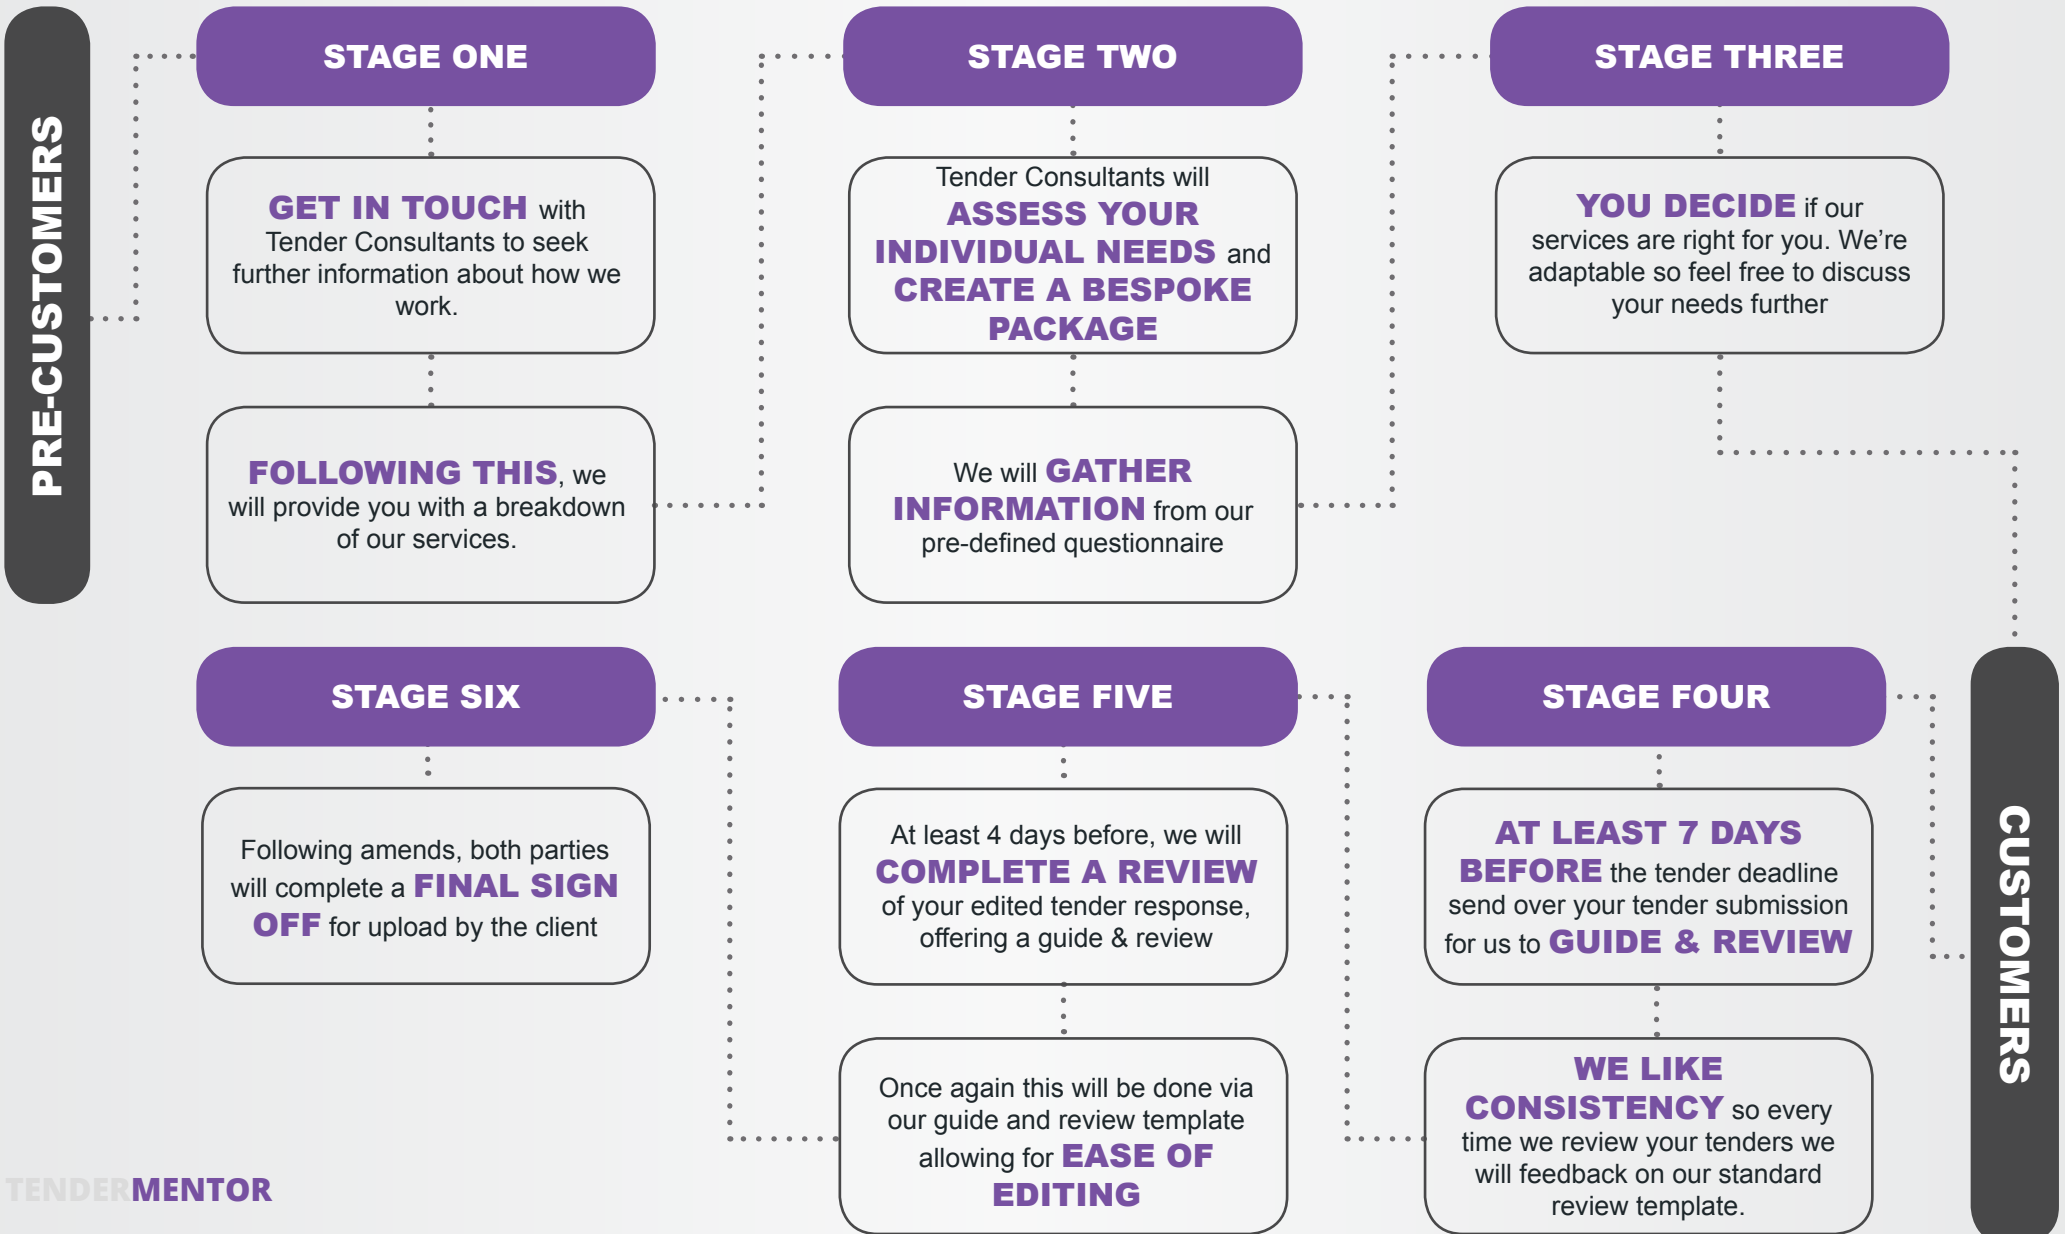 PRE-CUSTOMERS
STAGE ONE
GET IN TOUCH with
Tender Consultants to seek
further information about how we
work.
FOLLOWING THIS, we
will provide you with a breakdown
of our services.
STAGE TWO
Tender Consultants will
ASSESS YOUR
INDIVIDUAL NEEDS and
CREATE A BESPOKE
PACKAGE
We will GATHER
INFORMATION from our
pre-defined questionnaire
STAGE THREE
YOU DECIDE if our
services are right for you. We’re
adaptable so feel free to discuss
your needs further
CUSTOMERS
STAGE FOUR
AT LEAST 7 DAYS
BEFORE the tender deadline
send over your tender submission
for us to GUIDE & REVIEW
WE LIKE
CONSISTENCY so every
time we review your tenders we
will feedback on our standard
review template.
STAGE FIVE
At least 4 days before, we will
COMPLETE A REVIEW
of your edited tender response,
offering a guide & review
Once again this will be done via
our guide and review template
allowing for EASE OF
EDITING
STAGE SIX
Following amends, both parties
will complete a FINAL SIGN
OFF for upload by the client
TENDERMENTOR